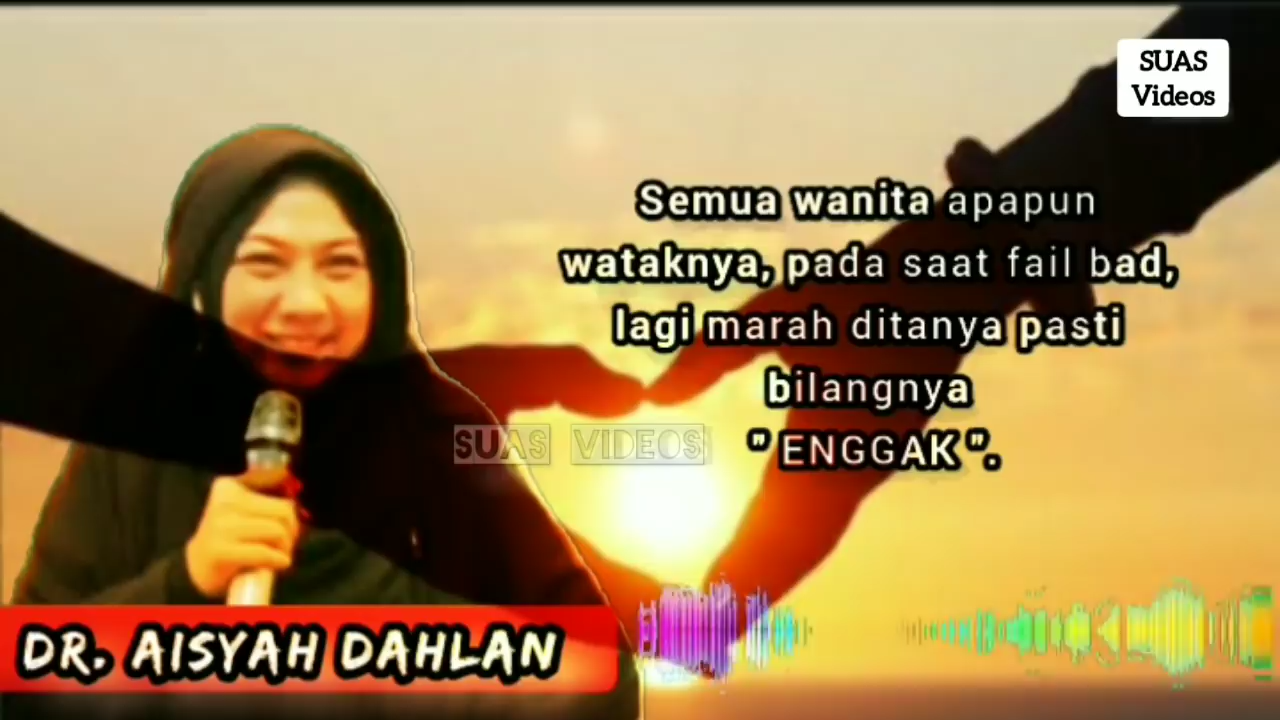 SUAS
Videos
Semua wanita apapun
wataknya, pada saat fail bad,
lagi marah ditanya pasti
bilangnya
" ENGGAK ".
SUAS VIDEOS
DR. AISYAH DAHLAN